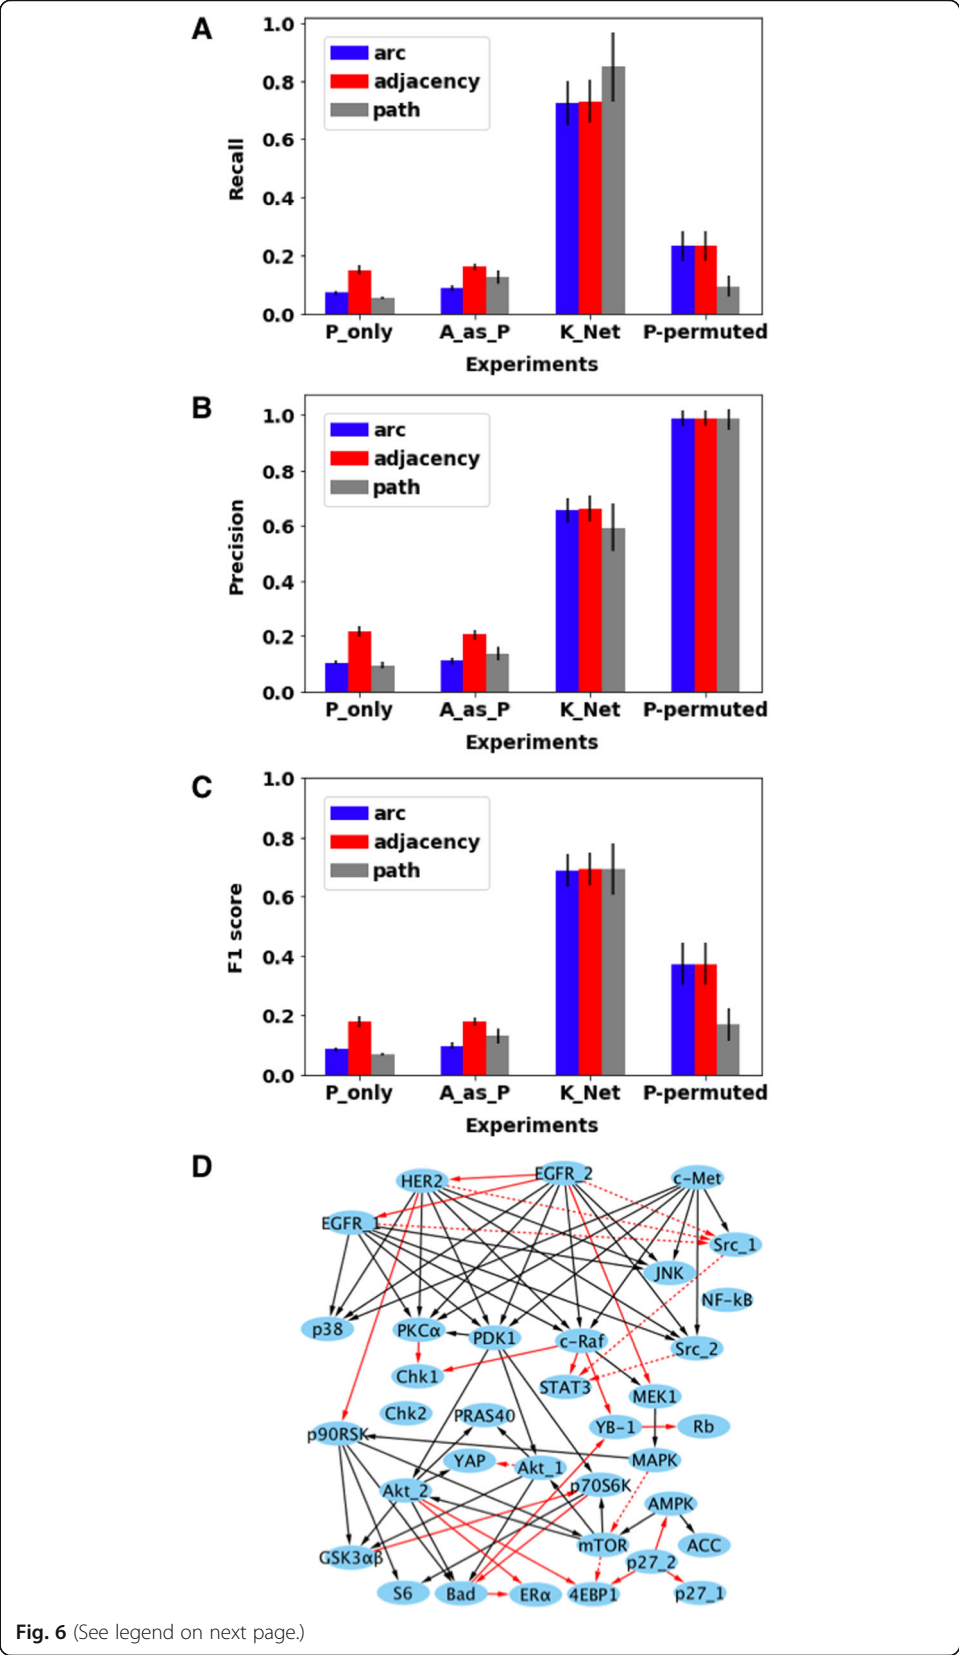 A
1.0
0.8
0.6
0.4
0.2
0.0
Recall
arc
adjacency
path
P_only A_as_P K_Net P-permuted
Experiments
B
1.0
0.8
0.6
0.4
0.2
0.0
Precision
arc
adjacency
path
P_only A_as_P K_Net P-permuted
Experiments
C
1.0
0.8
0.6
0.4
0.2
0.0
F1 score
arc
adjacency
path
P_only A_as_P K_Net P-permuted
Experiments
D
HER2 EGFR_2 c-Met
EGFR_1 Src_1
JNK
NF-kB
p38 PKCα PDK1 c-Raf Src_2
Chk1 STAT3 MEK1
Chk2 PRAS40 YB-1 Rb
p90RSK YAP Akt_1 MAPK
Akt_2 p70S6K AMPK
GSK3αβ mTOR ACC
p27_2
S6 Bad ERα 4EBP1 p27_1
Fig. 6 (See legend on next page.)